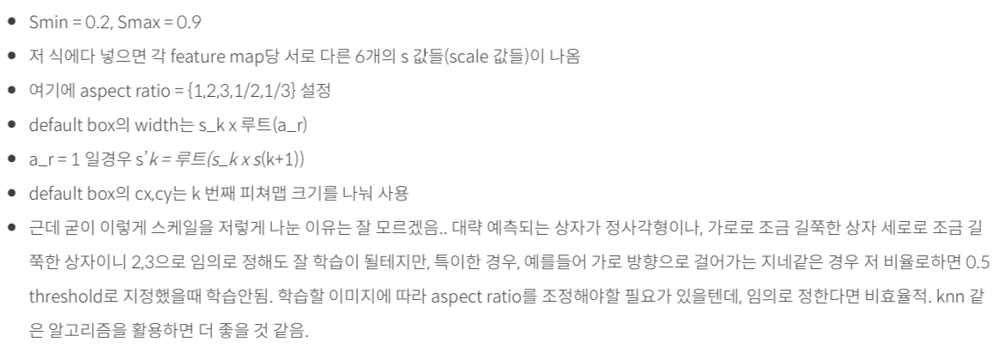 • Smin = 0.2, Smax = 0.9
• 저 식에다 넣으면 각 feature map당 서로 다른 6개의 s 값들(scale 값들)이 나옴
• 여기에 aspect ratio = {1,2,3,1/2,1/3} 설정
• default box의 width는 s_k x 루트(a_r)
• a_r = 1 일경우 s’k = 루트(s_k x s(k+1))
• default box의 cx,cy는 k 번째 피쳐맵 크기를 나눠 사용
• 근데 굳이 이렇게 스케일을 저렇게 나눈 이유는 잘 모르겠음.. 대략 예측되는 상자가 정사각형이나, 가로로 조금 길쭉한 상자 세로로 조금 길
쭉한 상자이니 2,3으로 임의로 정해도 잘 학습이 될테지만, 특이한 경우, 예를들어 가로 방향으로 걸어가는 지네같은 경우 저 비율로하면 0.5
threshold로 지정했을때 학습안됨. 학습할 이미지에 따라 aspect ratio를 조정해야할 필요가 있을텐데, 임의로 정한다면 비효율적. knn 같
은 알고리즘을 활용하면 더 좋을 것 같음.